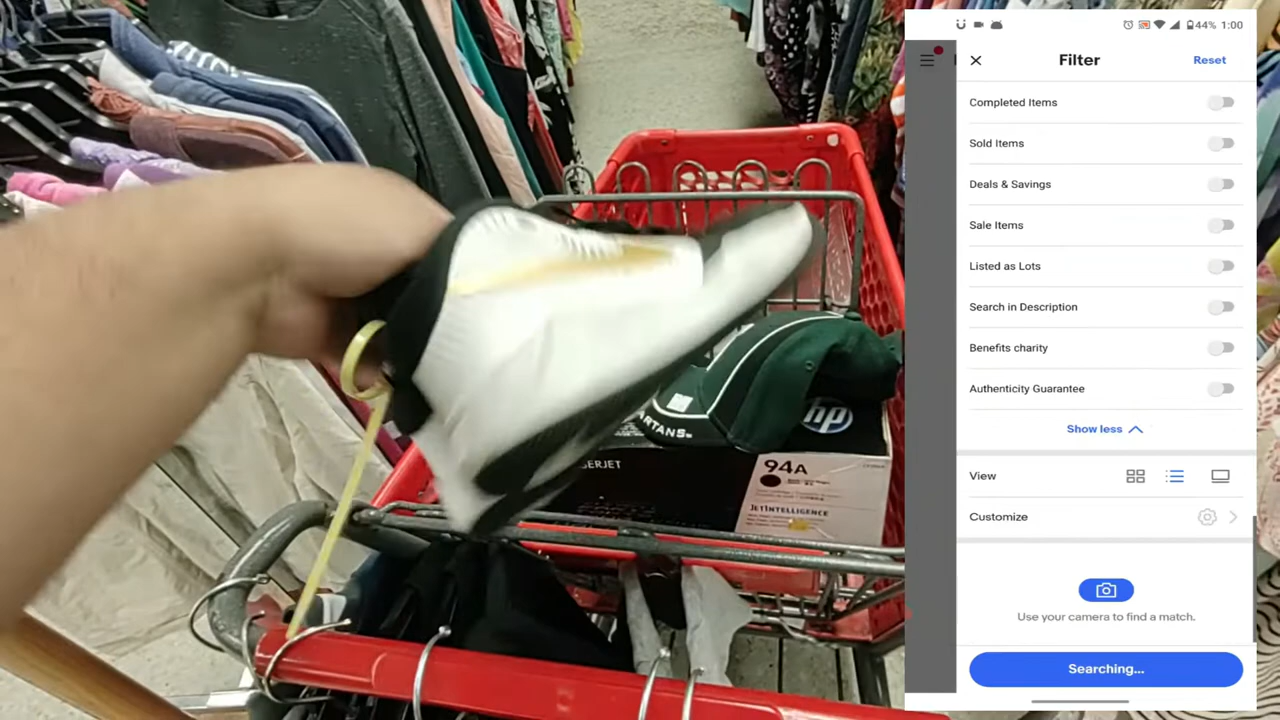 44% 1:00
Filter
Reset
Completed Items
Sold Items
Deals & Savings
Sale Items
Listed as Lots
Search in Description
Benefits charity
Authenticity Guarantee
Show less
View
Customize
Use your camera to find a match.
Searching...
ARTANS
hp
ERJET
94A
JETINTELLIGENCE